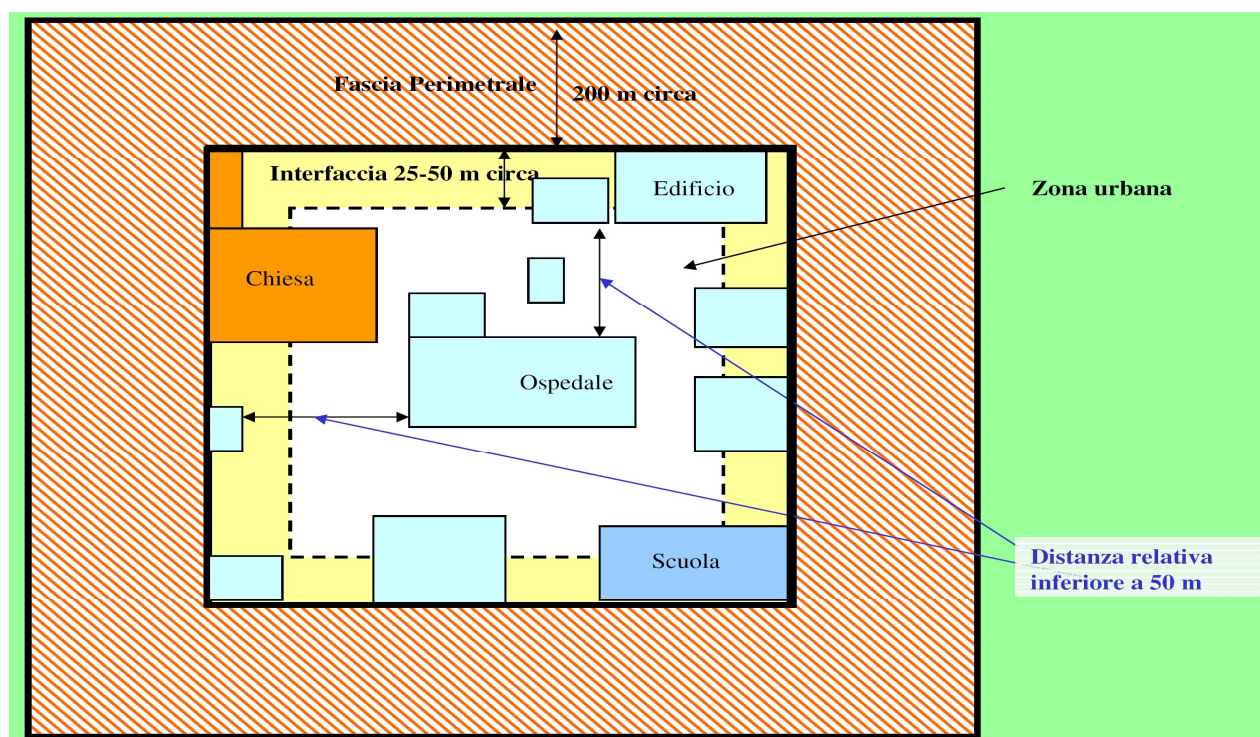 Fascia Perimetrale
200 m circa
Interfaccia 25-50 m circa
Edificio
Zona urbana
Chiesa
Ospedale
Scuola
Distanza relativa
inferiore a 50 m